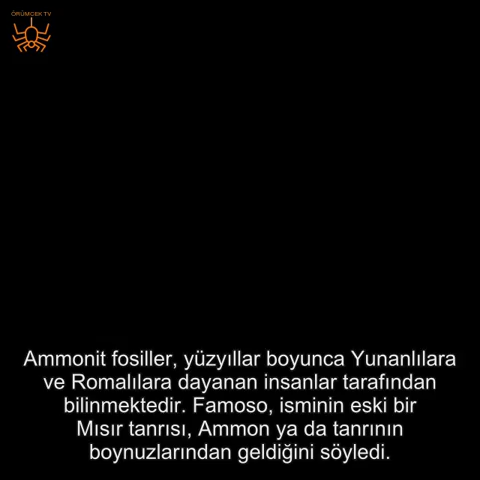 ÖRÜMCEK TV
Ammonit fosiller, yüzyıllar boyunca Yunanlılara
ve Romalılara dayanan insanlar tarafından
bilinmektedir. Famoso, isminin eski bir
Mısır tanrısı, Ammon ya da tanrının
boynuzlarından geldiğini söyledi.